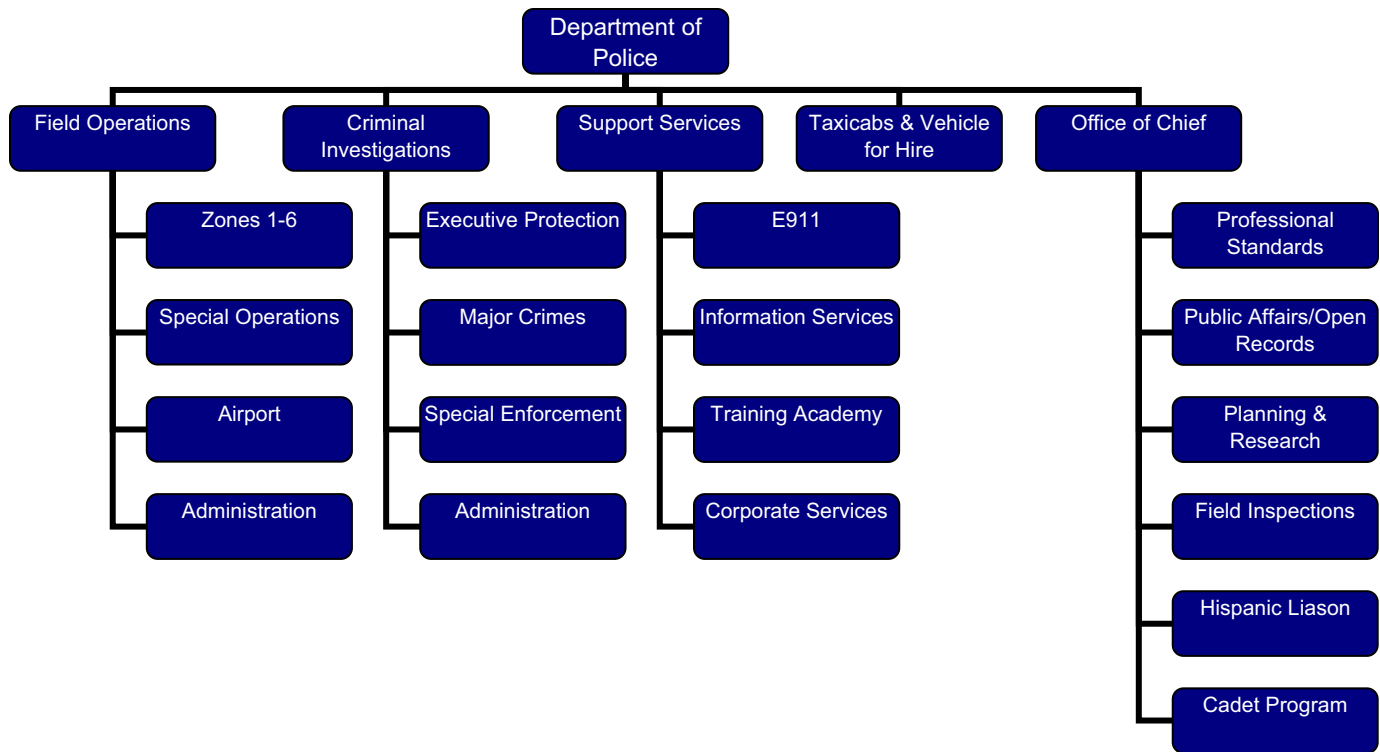 Department of
Police
Field Operations
Criminal
Investigations
Support Services
Taxicabs & Vehicle
for Hire
Office of Chief
Zones 1-6
Executive Protection
E911
Professional
Standards
Special Operations
Major Crimes
Information Services
Public Affairs/Open
Records
Airport
Special Enforcement
Training Academy
Planning &
Research
Administration
Administration
Corporate Services
Field Inspections
Hispanic Liason
Cadet Program